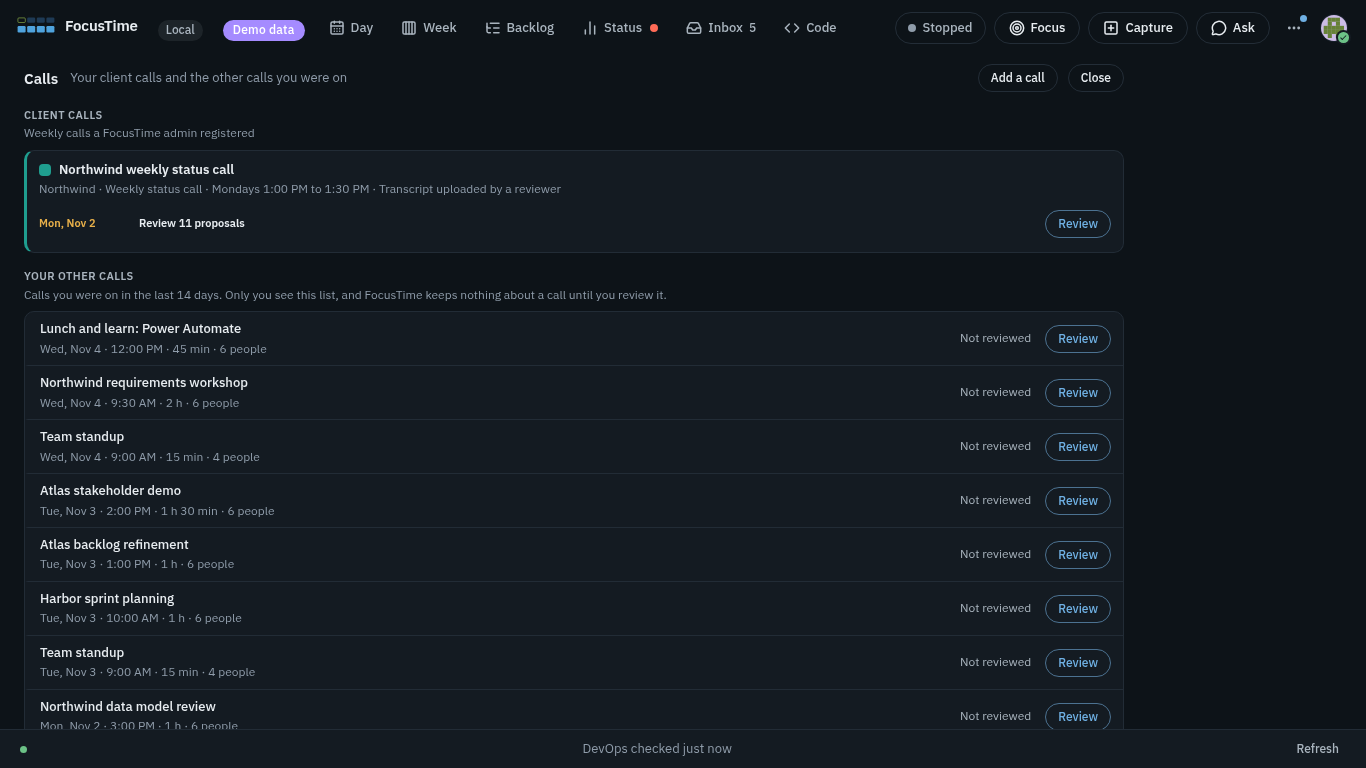 FocusTime
Local
Demo data
Day
Week
Backlog
Status
Inbox 5
Code
Stopped
Focus
Capture
Ask
Calls
Your client calls and the other calls you were on
Add a call
Close
CLIENT CALLS
Weekly calls a FocusTime admin registered
Northwind weekly status call
Northwind · Weekly status call · Mondays 1:00 PM to 1:30 PM · Transcript uploaded by a reviewer
Mon, Nov 2
Review 11 proposals
Review
YOUR OTHER CALLS
Calls you were on in the last 14 days. Only you see this list, and FocusTime keeps nothing about a call until you review it.
Lunch and learn: Power Automate
Wed, Nov 4 · 12:00 PM · 45 min · 6 people
Not reviewed
Review
Northwind requirements workshop
Wed, Nov 4 · 9:30 AM · 2 h · 6 people
Not reviewed
Review
Team standup
Wed, Nov 4 · 9:00 AM · 15 min · 4 people
Not reviewed
Review
Atlas stakeholder demo
Tue, Nov 3 · 2:00 PM · 1 h 30 min · 6 people
Not reviewed
Review
Atlas backlog refinement
Tue, Nov 3 · 1:00 PM · 1 h · 6 people
Not reviewed
Review
Harbor sprint planning
Tue, Nov 3 · 10:00 AM · 1 h · 6 people
Not reviewed
Review
Team standup
Tue, Nov 3 · 9:00 AM · 15 min · 4 people
Not reviewed
Review
Northwind data model review
Mon, Nov 2 · 3:00 PM · 1 h · 6 people
Not reviewed
Review
DevOps checked just now
Refresh